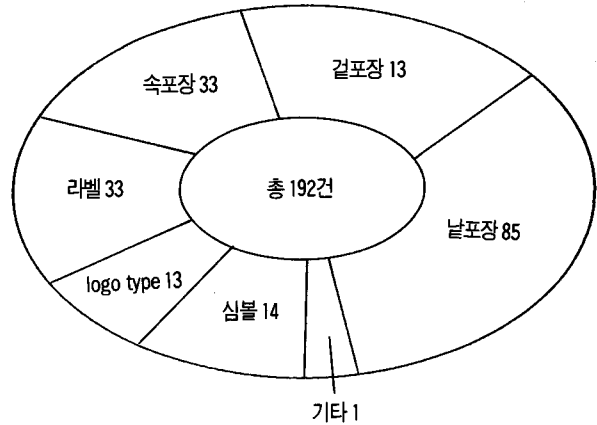 겉포장 13
속포장 33
라벨 33
총 192건
낱포장 85
logo type 13
심볼 14
기타 1